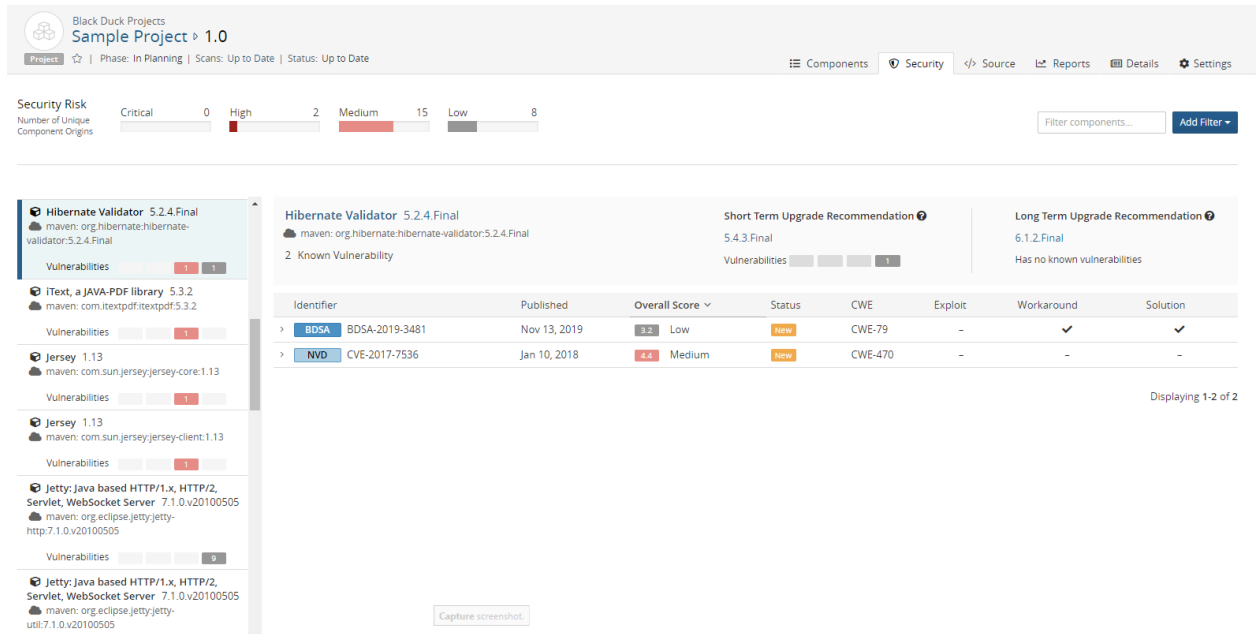 Black Duck Projects
Sample Project ▹ 1.0
Project | Phase: In Planning | Scans: Up to Date | Status: Up to Date
Components Security </> Source Reports Details Settings
Security Risk
Number of Unique
Component Origins
Critical 0 High 2 Medium 15 Low 8
Filter components...
Add Filter
Hibernate Validator 5.2.4.Final
maven: org.hibernate:hibernate-
validator:5.2.4.Final
Vulnerabilities 1 1
iText, a JAVA-PDF library 5.3.2
maven: com.itextpdf:itextpdf:5.3.2
Vulnerabilities 1
Jersey 1.13
maven: com.sun.jersey:jersey-core:1.13
Vulnerabilities 1
Jersey 1.13
maven: com.sun.jersey:jersey-client:1.13
Vulnerabilities 1
Jetty: Java based HTTP/1.x, HTTP/2,
Servlet, WebSocket Server 7.1.0.v20100505
maven: org.eclipse.jetty:jetty-
http:7.1.0.v20100505
Vulnerabilities 9
Jetty: Java based HTTP/1.x, HTTP/2,
Servlet, WebSocket Server 7.1.0.v20100505
maven: org.eclipse.jetty:jetty-
util:7.1.0.v20100505
Hibernate Validator 5.2.4.Final
maven: org.hibernate:hibernate-validator:5.2.4.Final
2 Known Vulnerability
Short Term Upgrade Recommendation
5.4.3.Final
Vulnerabilities 1
Long Term Upgrade Recommendation
6.1.2.Final
Has no known vulnerabilities
Identifier Published Overall Score Status CWE Exploit Workaround Solution
BDSA BDSA-2019-3481 Nov 13, 2019 3.2 Low New CWE-79 – ✓ ✓
NVD CVE-2017-7536 Jan 10, 2018 4.4 Medium New CWE-470 – – –
Displaying 1-2 of 2
Capture screenshot.